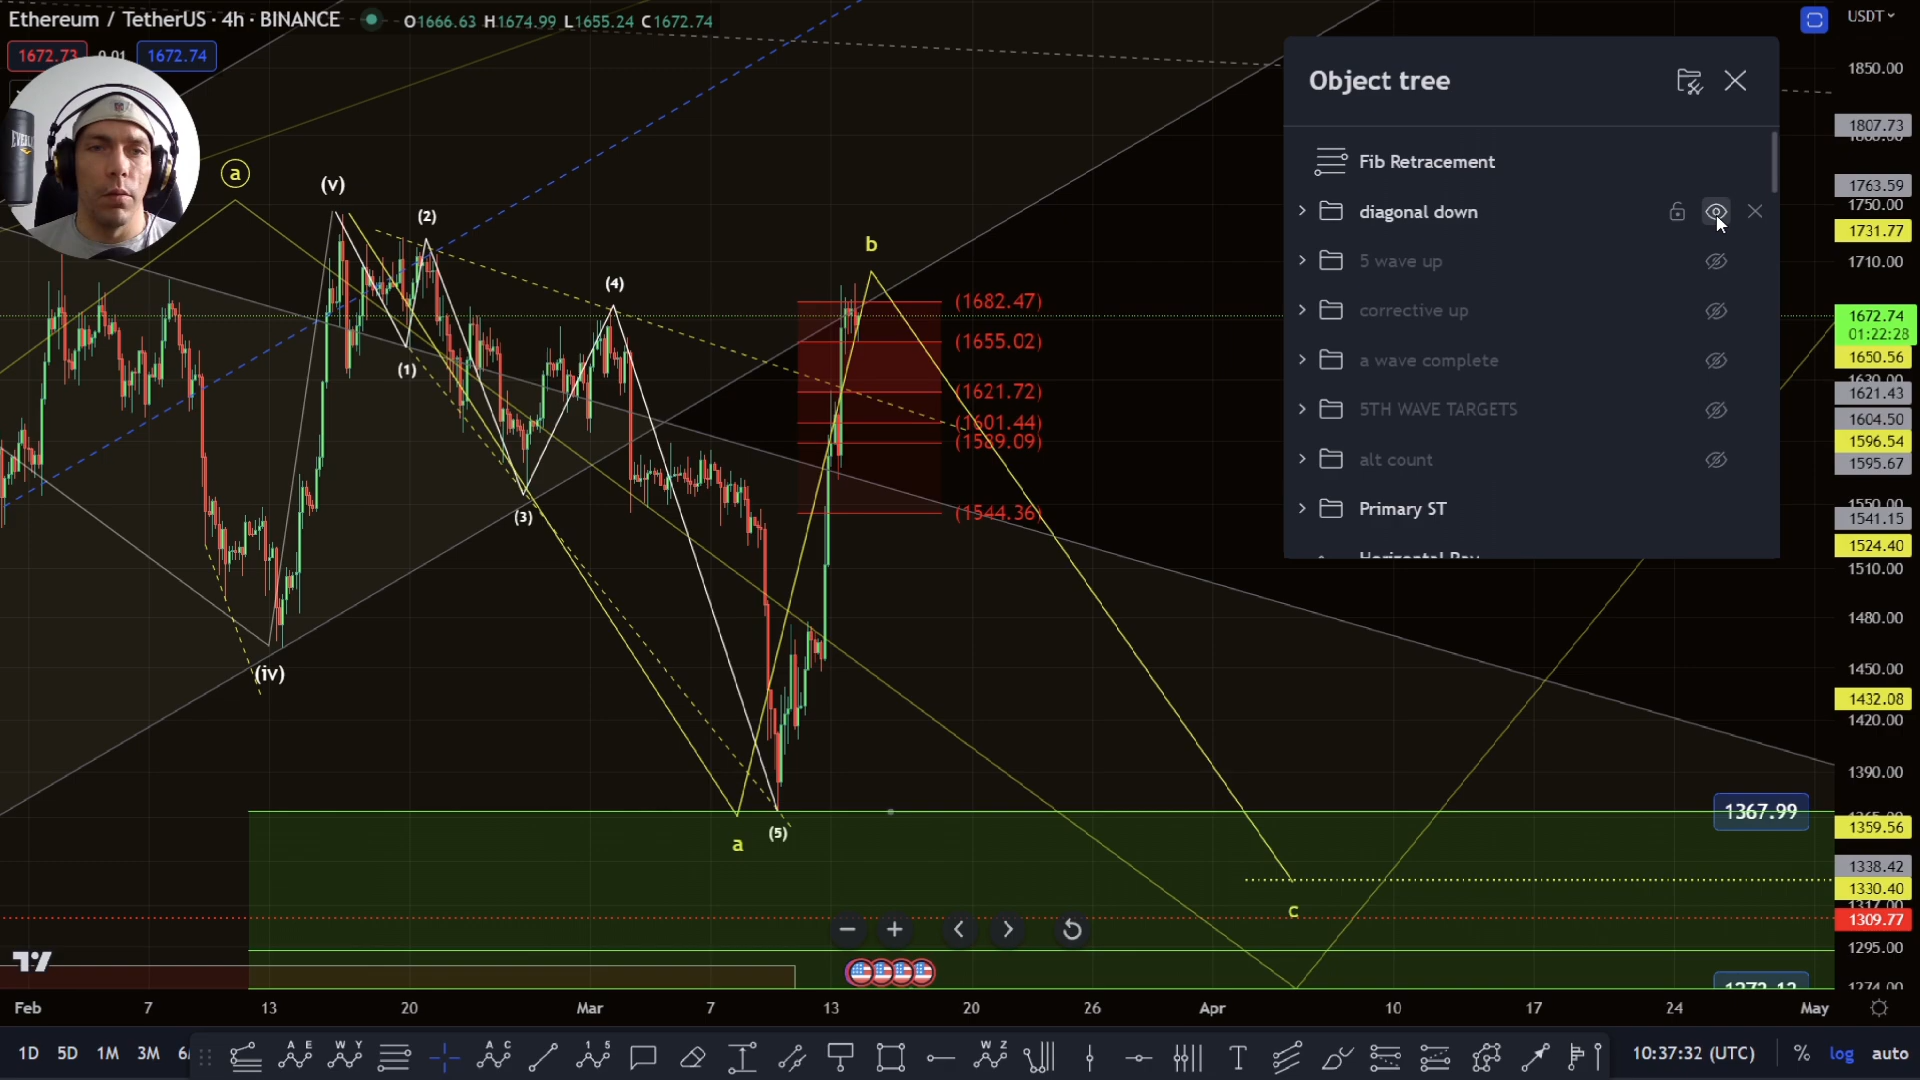 Ethereum / TetherUS · 4h · BINANCE
O1666.63 H1674.99 L1655.24 C1672.74
1672.73 0.01 1672.74
USDT
Object tree
Fib Retracement
diagonal down
5 wave up
corrective up
a wave complete
5TH WAVE TARGETS
alt count
Primary ST
a
(v)
(2)
(4)
b
(1)
(3)
(iv)
a
(5)
c
(1682.47)
(1655.02)
(1621.72)
(1601.44)
(1589.09)
(1544.36)
1850.00
1807.73
1763.59
1750.00
1731.77
1710.00
1672.74
01:22:28
1650.56
1630.00
1621.43
1604.50
1596.54
1595.67
1550.00
1541.15
1524.40
1510.00
1480.00
1450.00
1432.08
1420.00
1390.00
1367.99
1359.56
1338.42
1330.40
1309.77
1295.00
1274.00
Feb 7 13 20 Mar 7 13 20 26 Apr 10 17 24 May
1D 5D 1M 3M
10:37:32 (UTC) % log auto